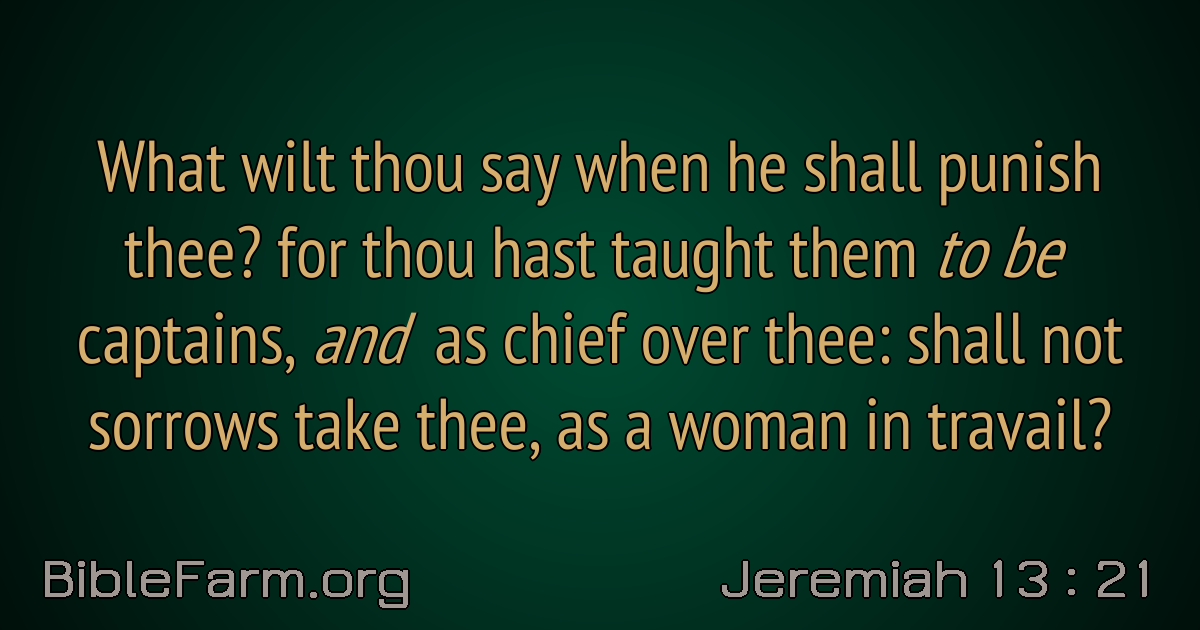 What wilt thou say when he shall punish
thee? for thou hast taught them to be
captains, and as chief over thee: shall not
sorrows take thee, as a woman in travail?
BibleFarm.org
Jeremiah 13 : 21